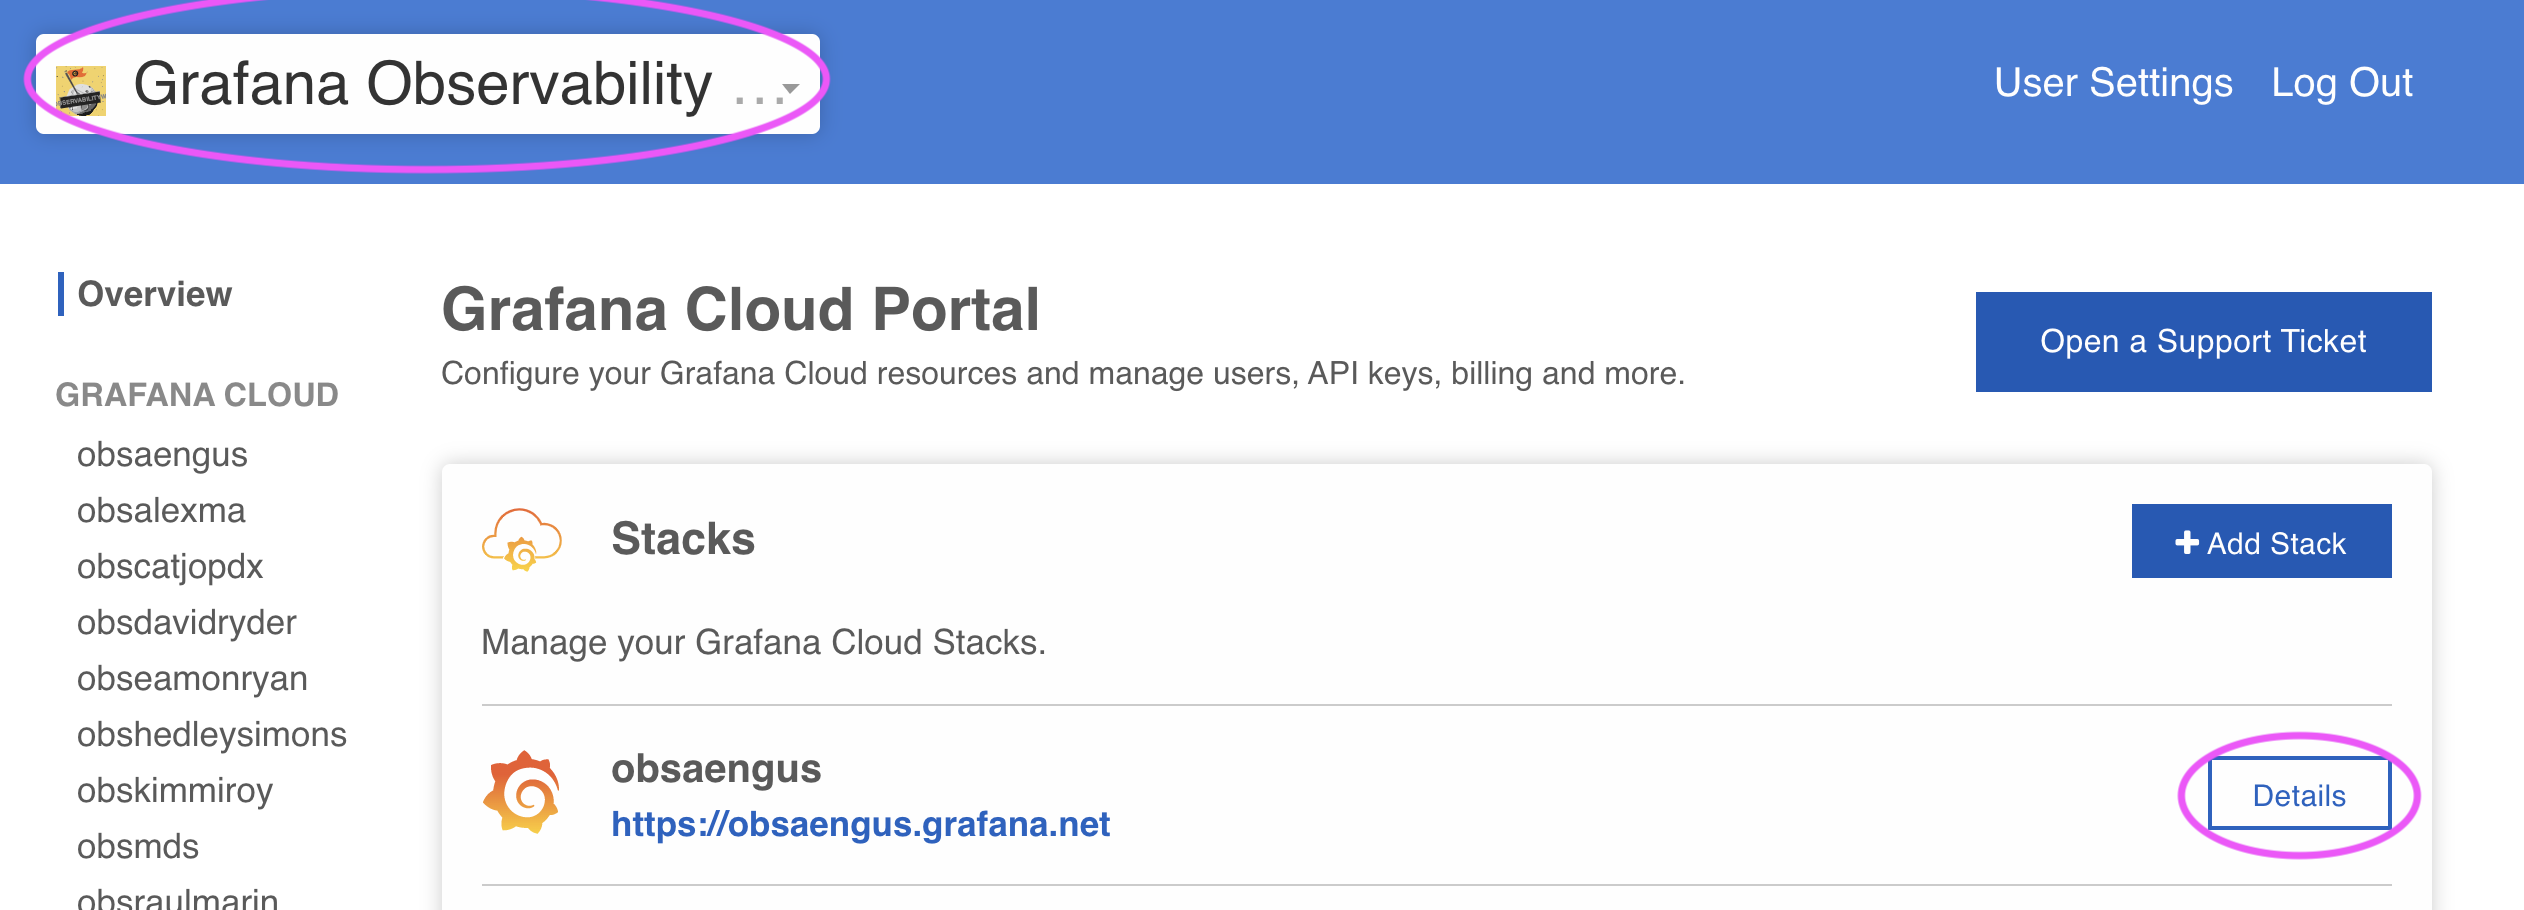 Grafana Observability ...
User Settings Log Out
Overview
GRAFANA CLOUD
obsaengus
obsalexma
obscatjopdx
obsdavidryder
obseamonryan
obshedleysimons
obskimmiroy
obsmds
obsraulmarin
Grafana Cloud Portal
Configure your Grafana Cloud resources and manage users, API keys, billing and more.
Open a Support Ticket
Stacks
Add Stack
Manage your Grafana Cloud Stacks.
obsaengus
https://obsaengus.grafana.net
Details